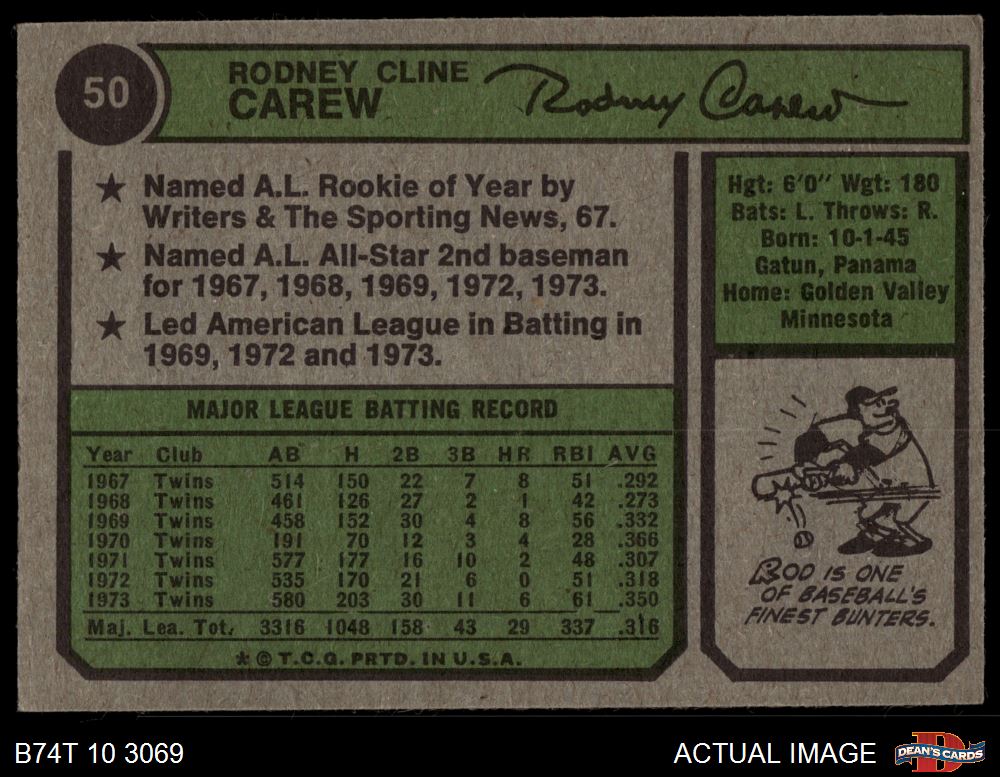 50
RODNEY CLINE
CAREW
Rodney Carew
★ Named A.L. Rookie of Year by
Writers & The Sporting News, 67.
★ Named A.L. All-Star 2nd baseman
for 1967, 1968, 1969, 1972, 1973.
★ Led American League in Batting in
1969, 1972 and 1973.
Hgt: 6'0" Wgt: 180
Bats: L. Throws: R.
Born: 10-1-45
Gatun, Panama
Home: Golden Valley
Minnesota
MAJOR LEAGUE BATTING RECORD
Year Club AB H 2B 3B HR RBI AVG
1967 Twins 514 150 22 7 8 51 .292
1968 Twins 461 126 27 2 1 42 .273
1969 Twins 458 152 30 4 8 56 .332
1970 Twins 191 70 12 3 4 28 .366
1971 Twins 577 177 16 10 2 48 .307
1972 Twins 535 170 21 6 0 51 .318
1973 Twins 580 203 30 11 6 61 .350
Maj. Lea. Tot. 3316 1048 158 43 29 337 .316
* © T.C.G. PRTD. IN U.S.A.
ROD IS ONE
OF BASEBALL'S
FINEST BUNTERS.
B74T 10 3069
ACTUAL IMAGE
DEAN'S CARDS